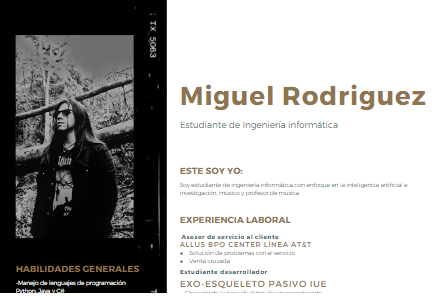 TX 5063
Miguel Rodriguez
Estudiante de Ingeniería informática
ESTE SOY YO:
Soy estudiante de ingeniería informática con enfoque en la inteligencia artificial e
investigación. músico y profesor de música
EXPERIENCIA LABORAL
Asesor de servicio al cliente
ALLUS BPO CENTER LÍNEA AT&T
• Solución de problemas con el servicio
• Venta cruzada
Estudiante desarrollador
EXO-ESQUELETO PASIVO IUE
HABILIDADES GENERALES
-Manejo de lenguajes de programación
Python, Java y C#